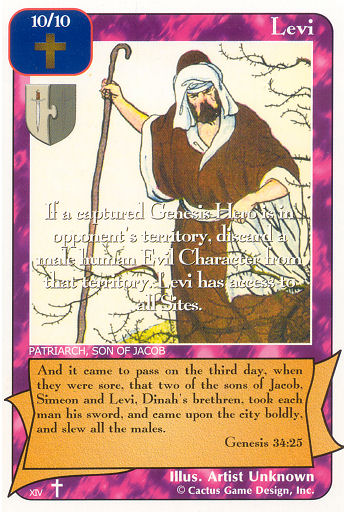 10/10
Levi
If a captured Genesis Hero is in
opponent's territory, discard a
male human Evil Character from
that territory. Levi has access to
all Sites.
PATRIARCH, SON OF JACOB
And it came to pass on the third day, when
they were sore, that two of the sons of Jacob,
Simeon and Levi, Dinah's brethren, took each
man his sword, and came upon the city boldly,
and slew all the males.
Genesis 34:25
Illus. Artist Unknown
XIV
© Cactus Game Design, Inc.